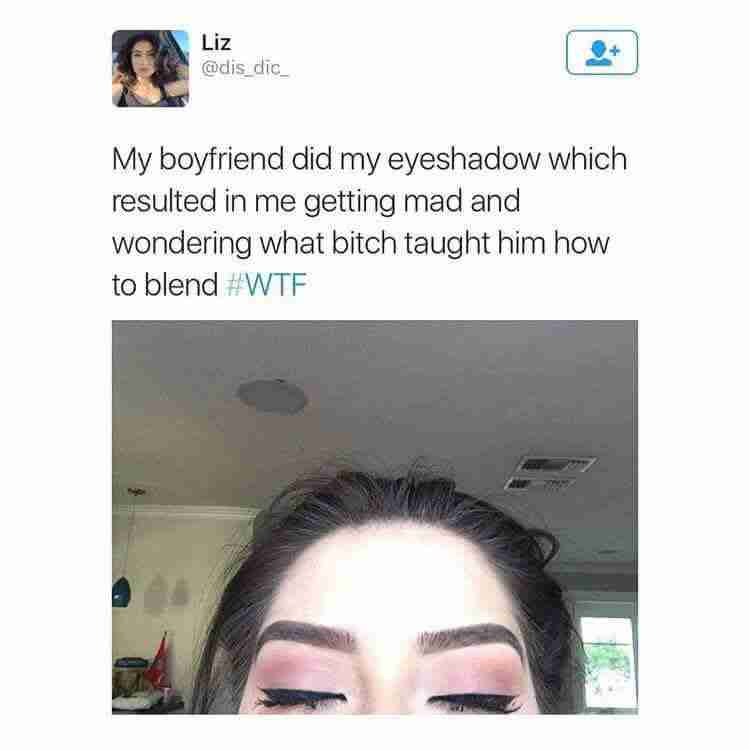 Liz
@dis_dic_
My boyfriend did my eyeshadow which
resulted in me getting mad and
wondering what bitch taught him how
to blend #WTF